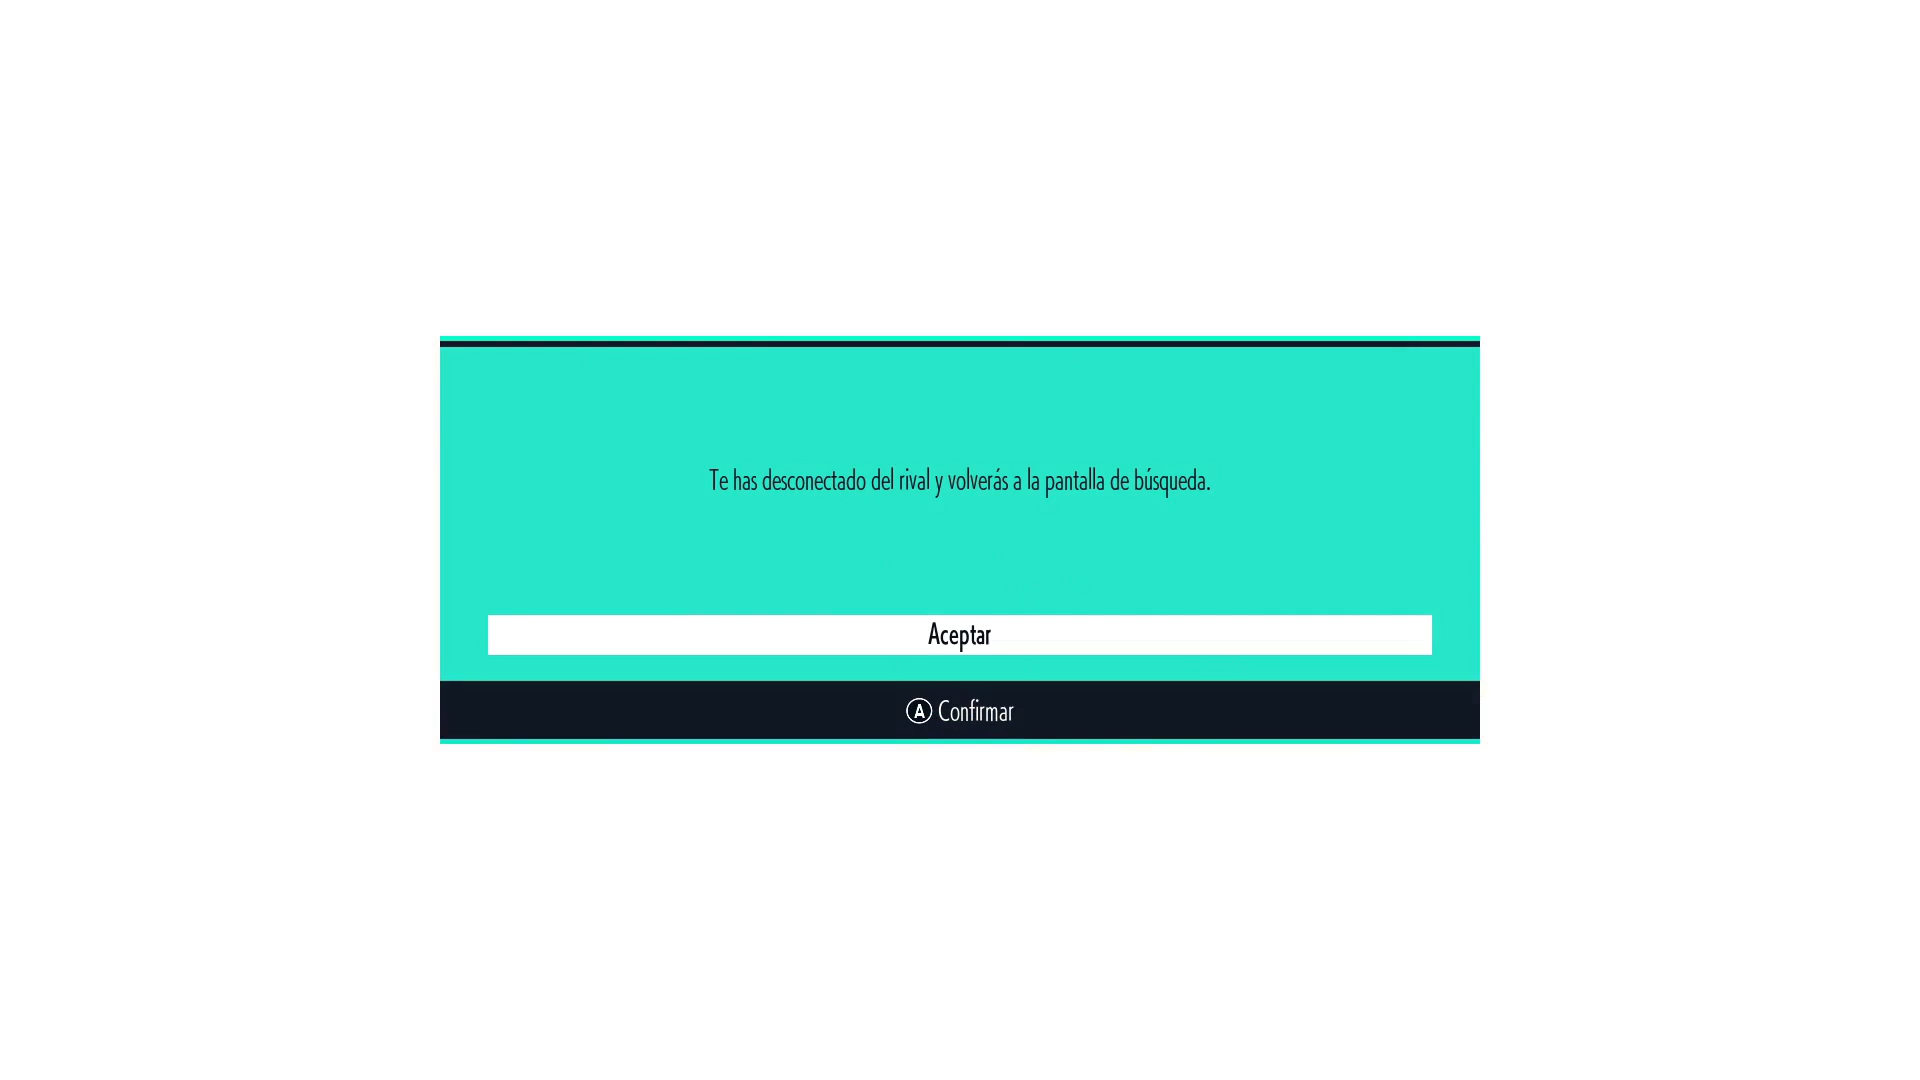 Te has desconectado del rival y volverás a la pantalla de búsqueda.
Aceptar
Ⓐ Confirmar